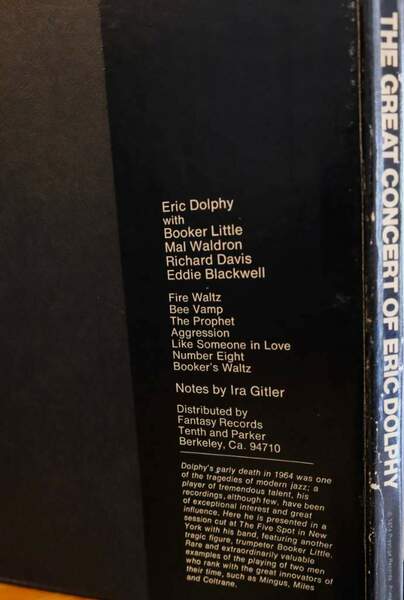 Eric Dolphy
with
Booker Little
Mal Waldron
Richard Davis
Eddie Blackwell
Fire Waltz
Bee Vamp
The Prophet
Aggression
Like Someone in Love
Number Eight
Booker's Waltz
Notes by Ira Gitler
Distributed by
Fantasy Records
Tenth and Parker
Berkeley, Ca. 94710
Dolphy's early death in 1964 was one
of the tragedies of modern jazz; a
player of tremendous talent, his
recordings, although few, have been
of exceptional interest and great
influence. Here he is presented in a
session cut at The Five Spot in New
York with his band, featuring another
tragic figure, trumpeter Booker Little.
Rare and extraordinarily valuable
examples of the playing of two men
who rank with the great innovators of
their time, such as Mingus, Miles
and Coltrane.
THE GREAT CONCERT OF ERIC DOLPHY